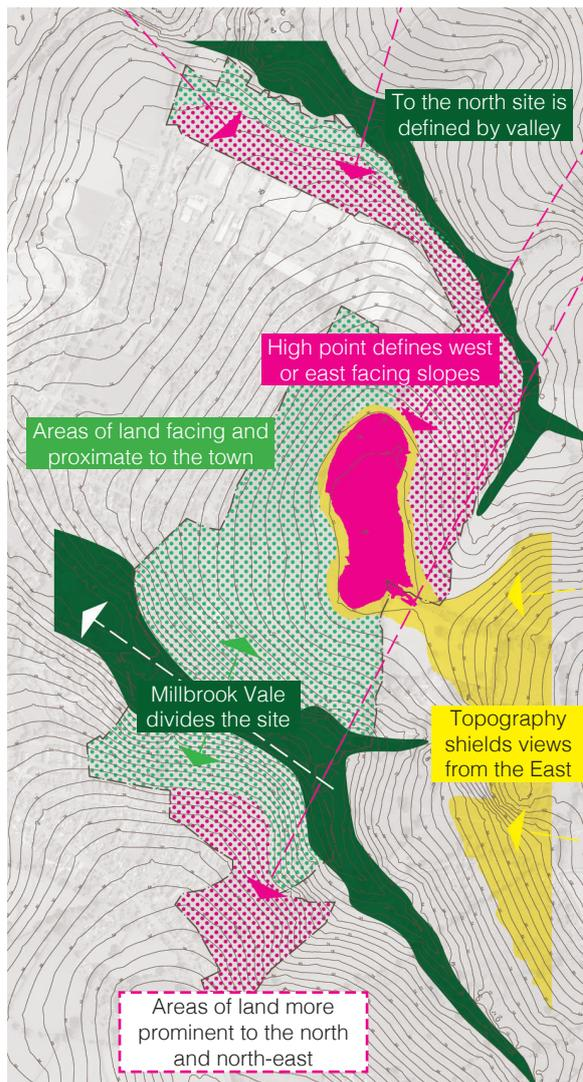 To the north site is
defined by valley
High point defines west
or east facing slopes
Areas of land facing and
proximate to the town
Millbrook Vale
divides the site
Topography
shields views
from the East
Areas of land more
prominent to the north
and north-east